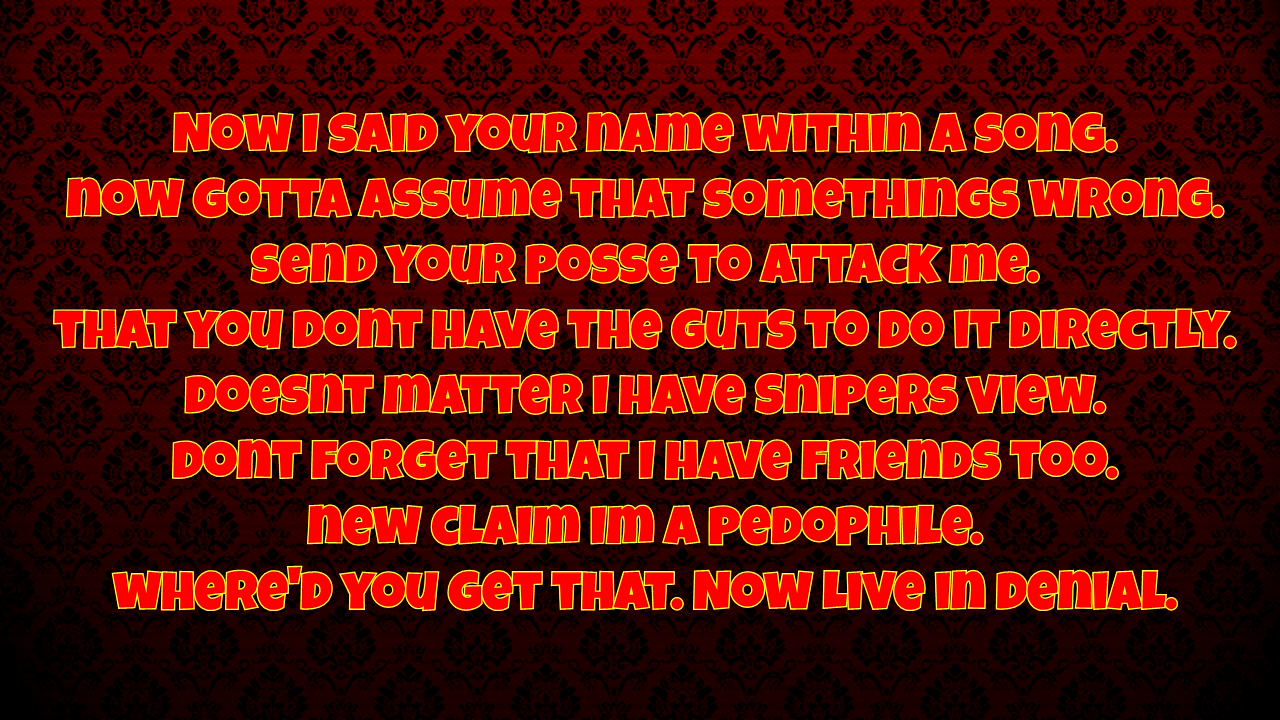 Now I said your name within a song.
now gotta assume that somethings wrong.
send your posse to attack me.
that you dont have the guts to do it directly.
doesnt matter I have snipers view.
dont forget that I have friends too.
new claim im a pedophile.
where'd you get that. Now live in denial.